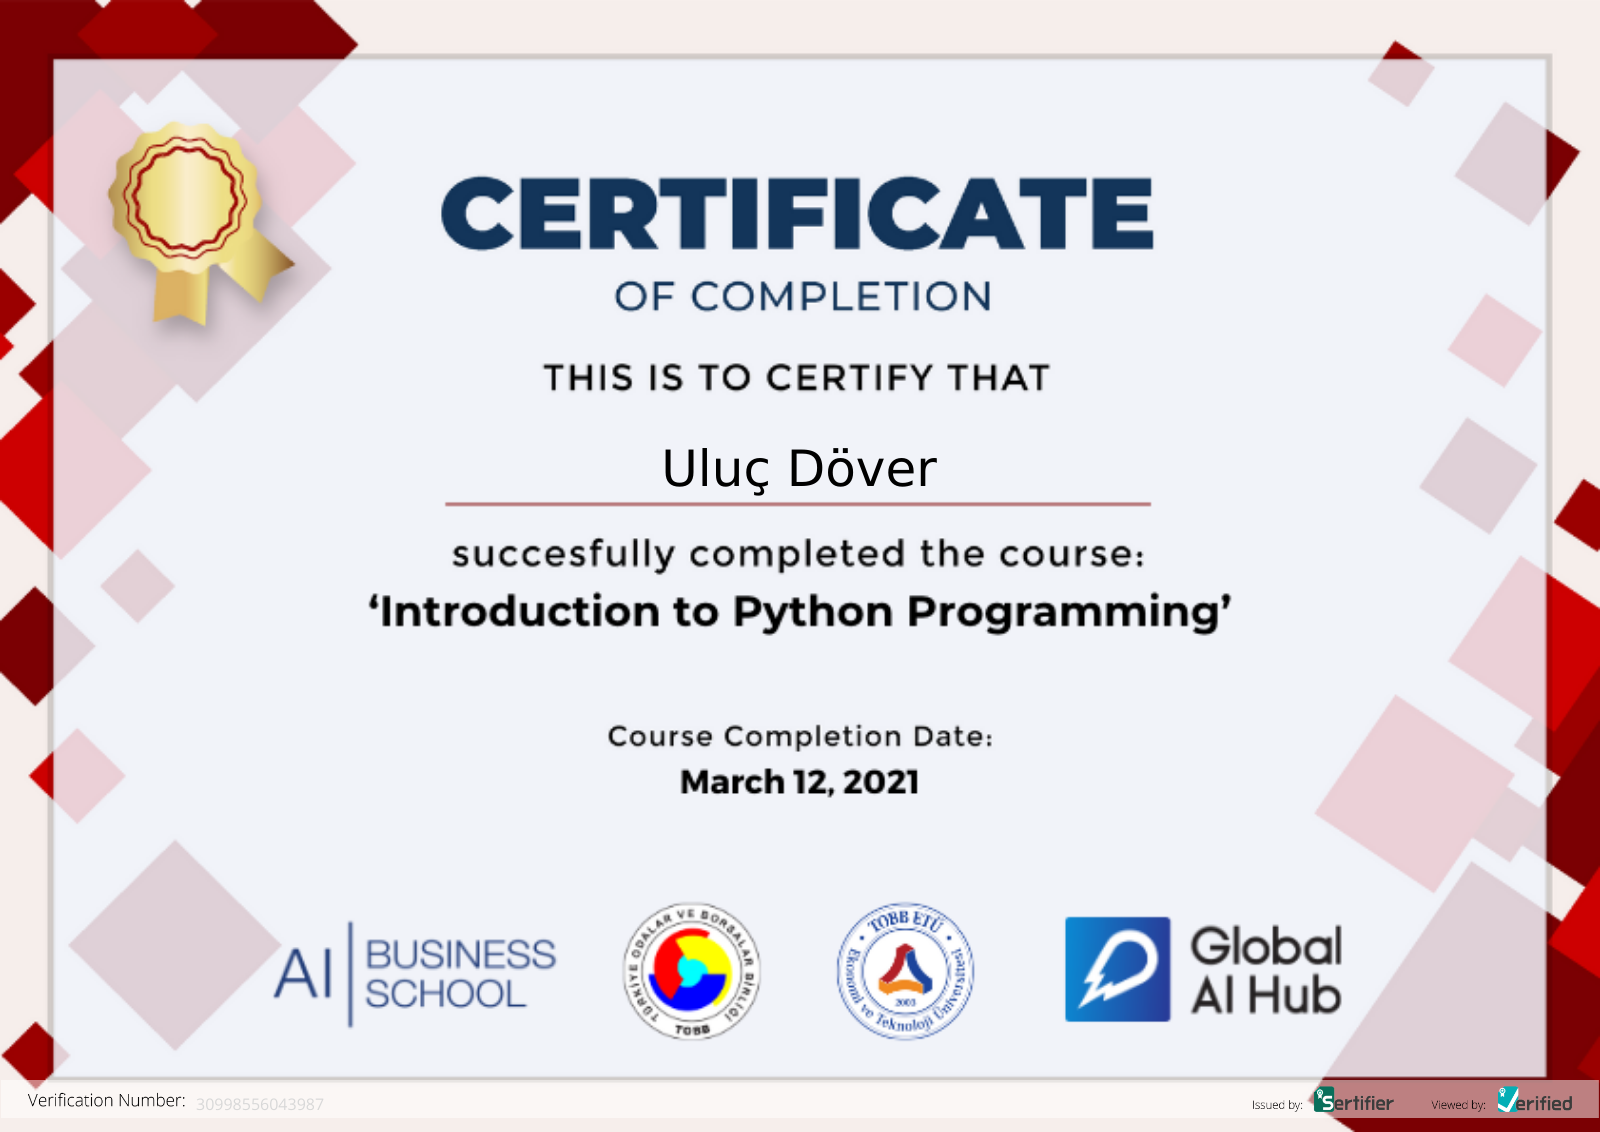 CERTIFICATE
OF COMPLETION
THIS IS TO CERTIFY THAT
Uluç Döver
succesfully completed the course:
‘Introduction to Python Programming’
Course Completion Date:
March 12, 2021
AI BUSINESS
SCHOOL
TÜRKİYE ODALAR VE BORSALAR BİRLİĞİ
TOBB
TOBB ETÜ
2003
Ekonomi ve Teknoloji Üniversitesi
Global
AI Hub
Verification Number: 30998556043987
Issued by: Sertifier
Viewed by: Verified